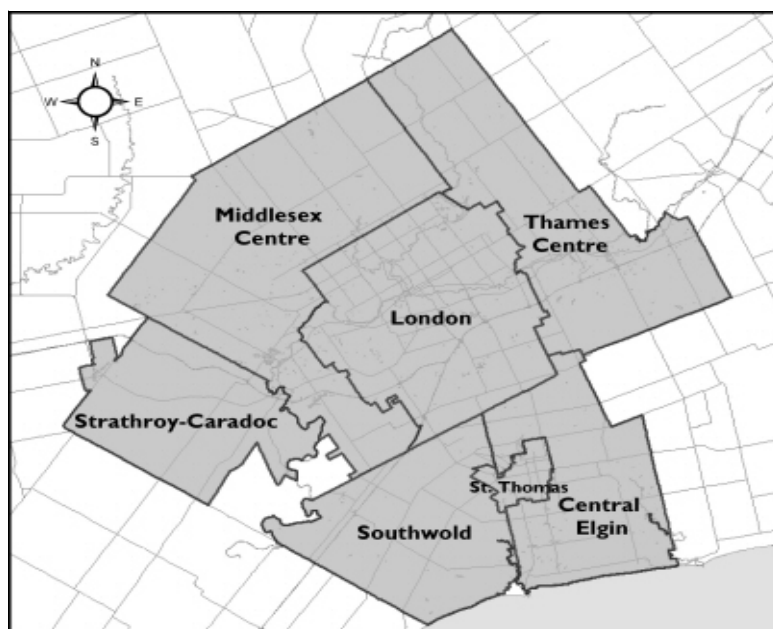 N
W E
S
Middlesex
Centre
Thames
Centre
London
Strathroy-Caradoc
St. Thomas
Central
Elgin
Southwold